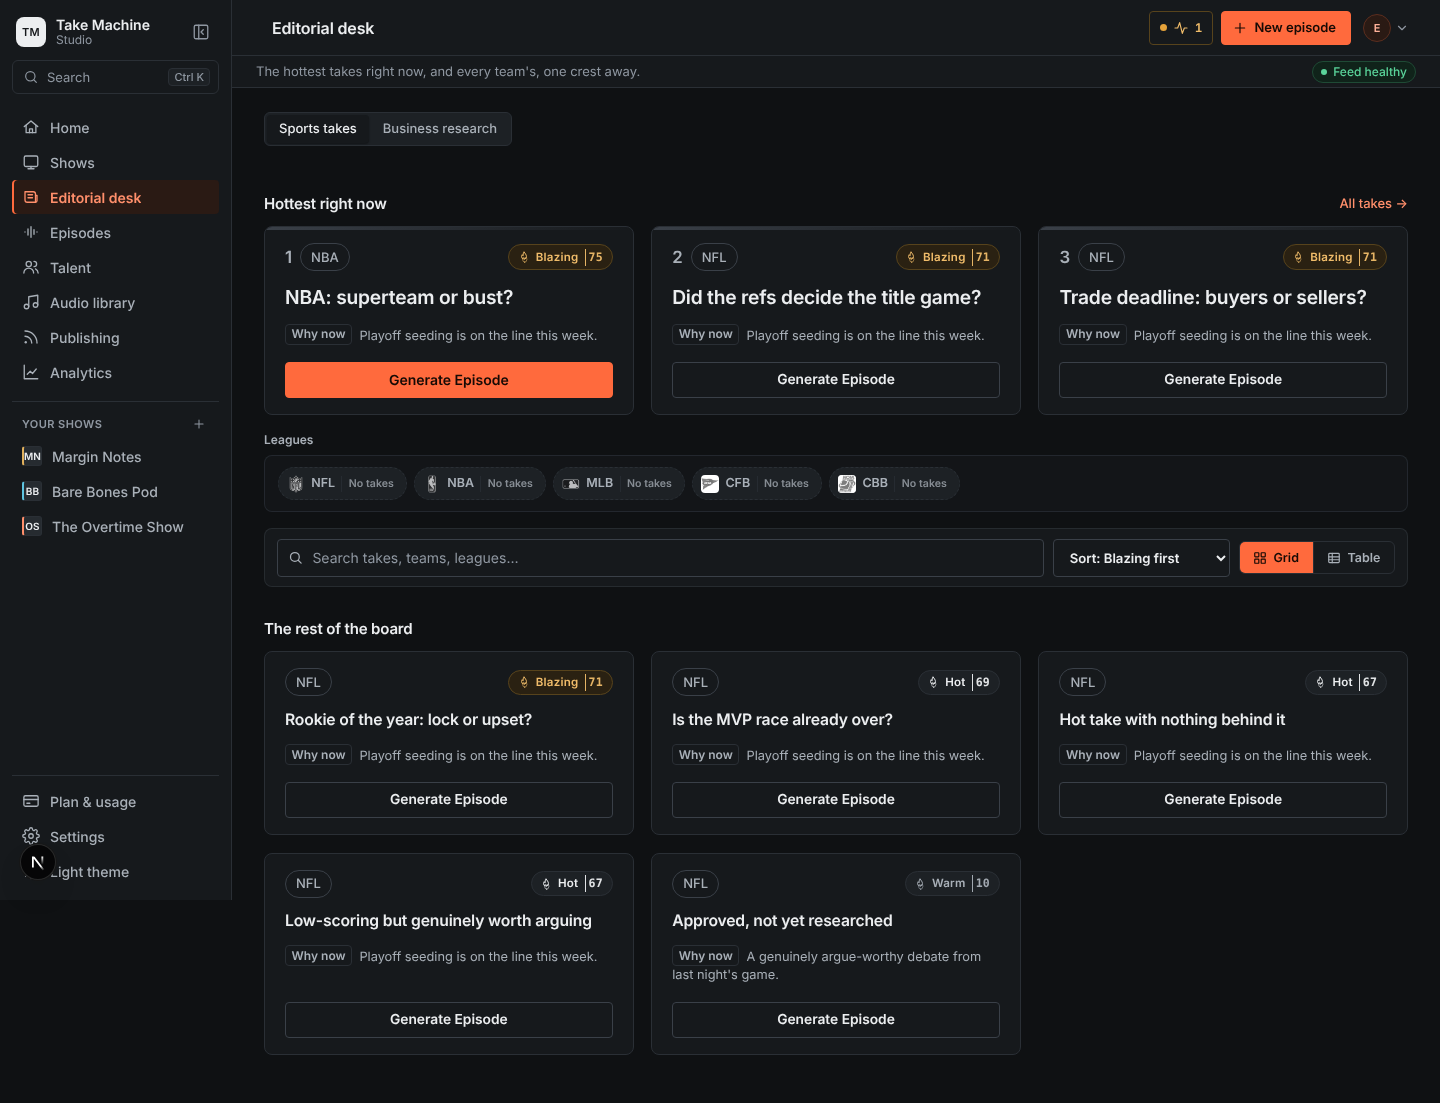 TM
Take Machine
Studio
Search
Ctrl K
Home
Shows
Editorial desk
Episodes
Talent
Audio library
Publishing
Analytics
YOUR SHOWS
MN Margin Notes
BB Bare Bones Pod
OS The Overtime Show
Plan & usage
Settings
N
Light theme
Editorial desk
1
New episode
E
The hottest takes right now, and every team's, one crest away.
Feed healthy
Sports takes
Business research
Hottest right now
All takes →
1 NBA Blazing 75
NBA: superteam or bust?
Why now Playoff seeding is on the line this week.
Generate Episode
2 NFL Blazing 71
Did the refs decide the title game?
Why now Playoff seeding is on the line this week.
Generate Episode
3 NFL Blazing 71
Trade deadline: buyers or sellers?
Why now Playoff seeding is on the line this week.
Generate Episode
Leagues
NFL No takes
NBA No takes
MLB No takes
CFB No takes
CBB No takes
Search takes, teams, leagues...
Sort: Blazing first
Grid
Table
The rest of the board
NFL Blazing 71
Rookie of the year: lock or upset?
Why now Playoff seeding is on the line this week.
Generate Episode
NFL Hot 69
Is the MVP race already over?
Why now Playoff seeding is on the line this week.
Generate Episode
NFL Hot 67
Hot take with nothing behind it
Why now Playoff seeding is on the line this week.
Generate Episode
NFL Hot 67
Low-scoring but genuinely worth arguing
Why now Playoff seeding is on the line this week.
Generate Episode
NFL Warm 10
Approved, not yet researched
Why now A genuinely argue-worthy debate from
last night's game.
Generate Episode